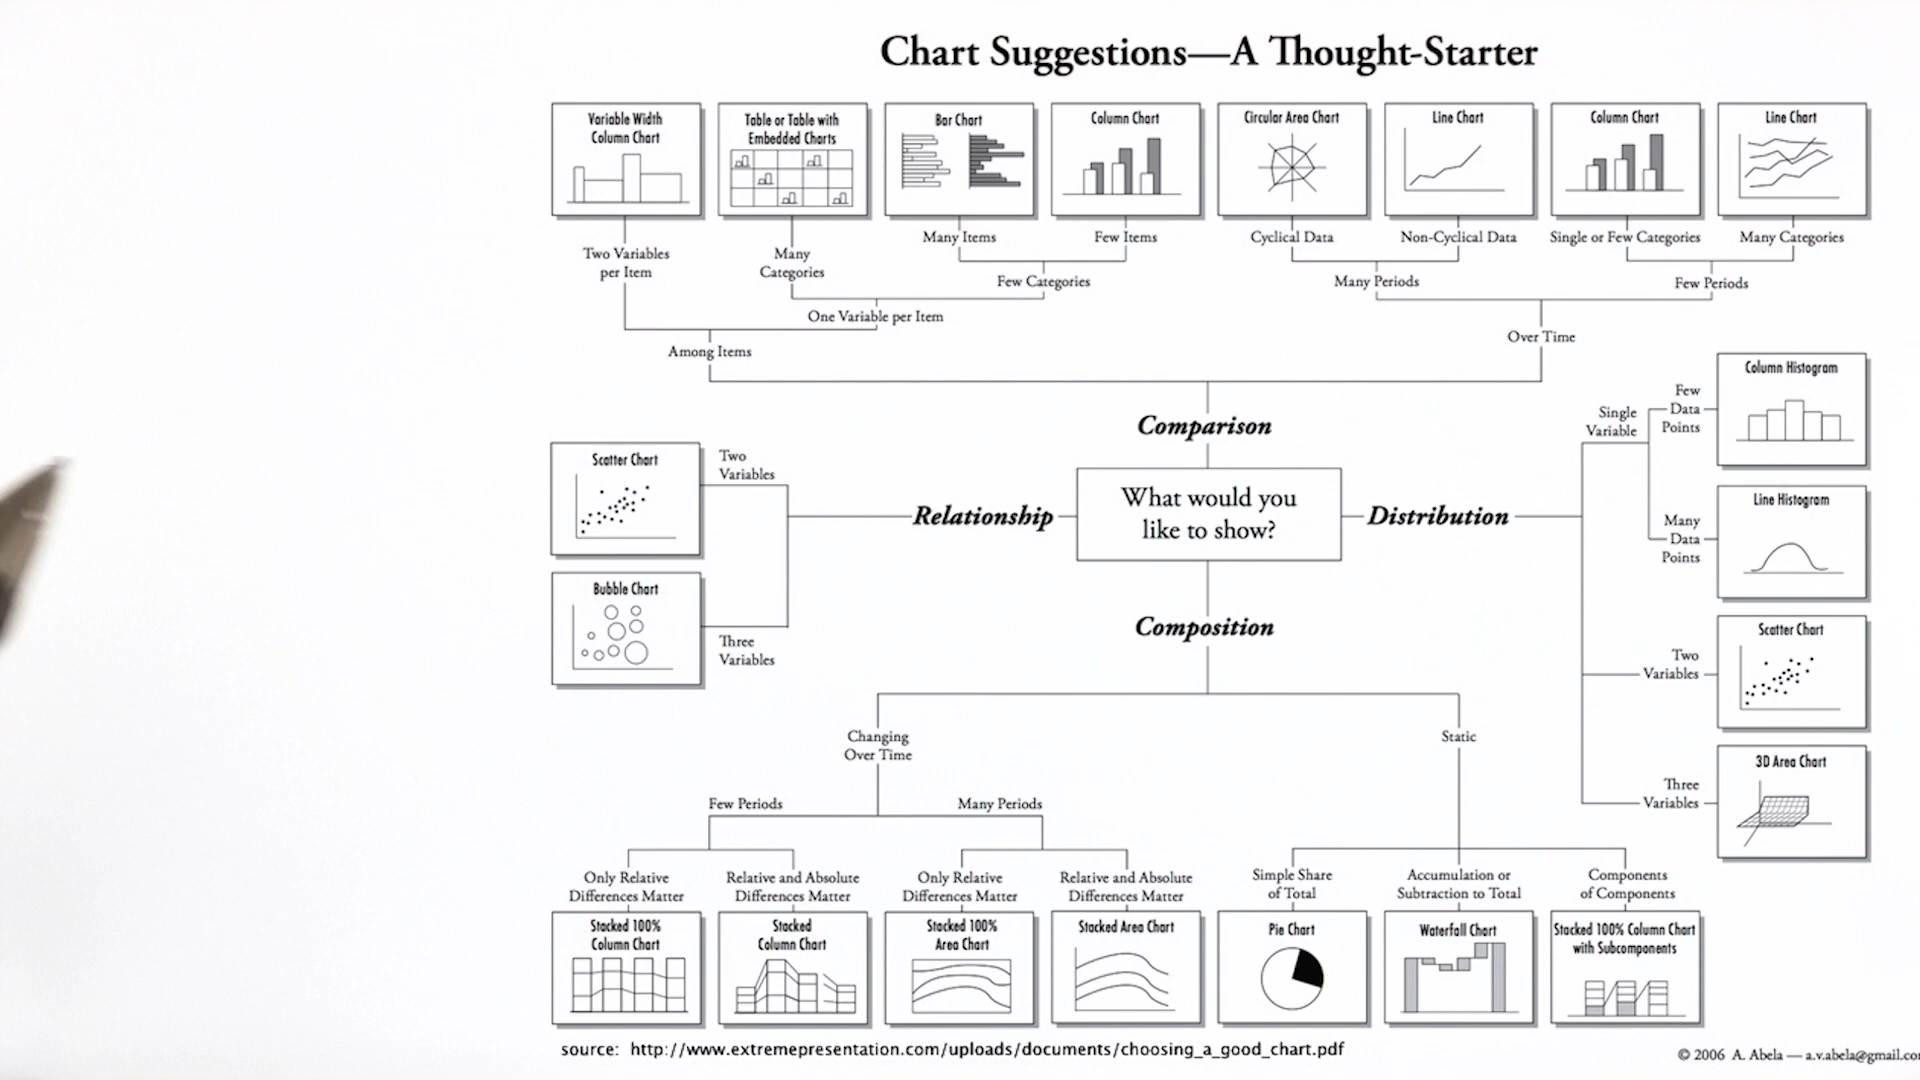 Chart Suggestions—A Thought-Starter
Variable Width
Column Chart
Table or Table with
Embedded Charts
Bar Chart
Column Chart
Circular Area Chart
Line Chart
Column Chart
Line Chart
Two Variables
per Item
Many
Categories
Many Items
Few Items
Cyclical Data
Non-Cyclical Data
Single or Few Categories
Many Categories
Few Categories
Many Periods
Few Periods
One Variable per Item
Over Time
Among Items
Comparison
What would you
like to show?
Relationship
Two
Variables
Scatter Chart
Bubble Chart
Three
Variables
Distribution
Single
Variable
Few
Data
Points
Column Histogram
Many
Data
Points
Line Histogram
Two
Variables
Scatter Chart
Three
Variables
3D Area Chart
Composition
Changing
Over Time
Static
Few Periods
Many Periods
Only Relative
Differences Matter
Relative and Absolute
Differences Matter
Only Relative
Differences Matter
Relative and Absolute
Differences Matter
Simple Share
of Total
Accumulation or
Subtraction to Total
Components
of Components
Stacked 100%
Column Chart
Stacked
Column Chart
Stacked 100%
Area Chart
Stacked Area Chart
Pie Chart
Waterfall Chart
Stacked 100% Column Chart
with Subcomponents
source: http://www.extremepresentation.com/uploads/documents/choosing_a_good_chart.pdf
© 2006 A. Abela — a.v.abela@gmail.co